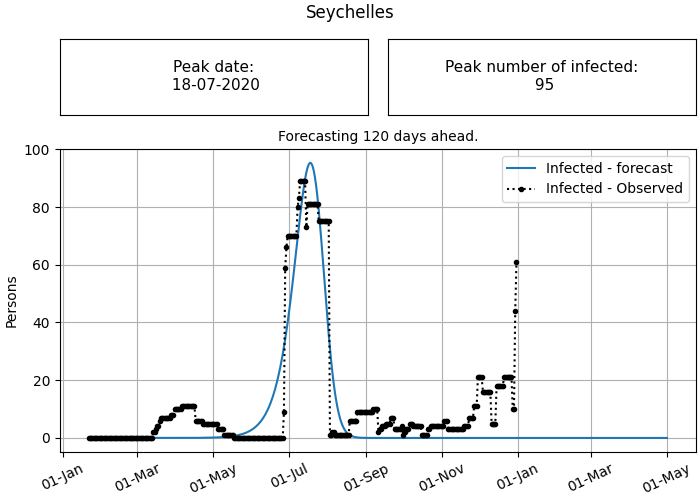 Seychelles
Peak date:
18-07-2020
Peak number of infected:
95
Forecasting 120 days ahead.
Infected - forecast
Infected - Observed
Persons
100
80
60
40
20
0
01-Jan
01-Mar
01-May
01-Jul
01-Sep
01-Nov
01-Jan
01-Mar
01-May